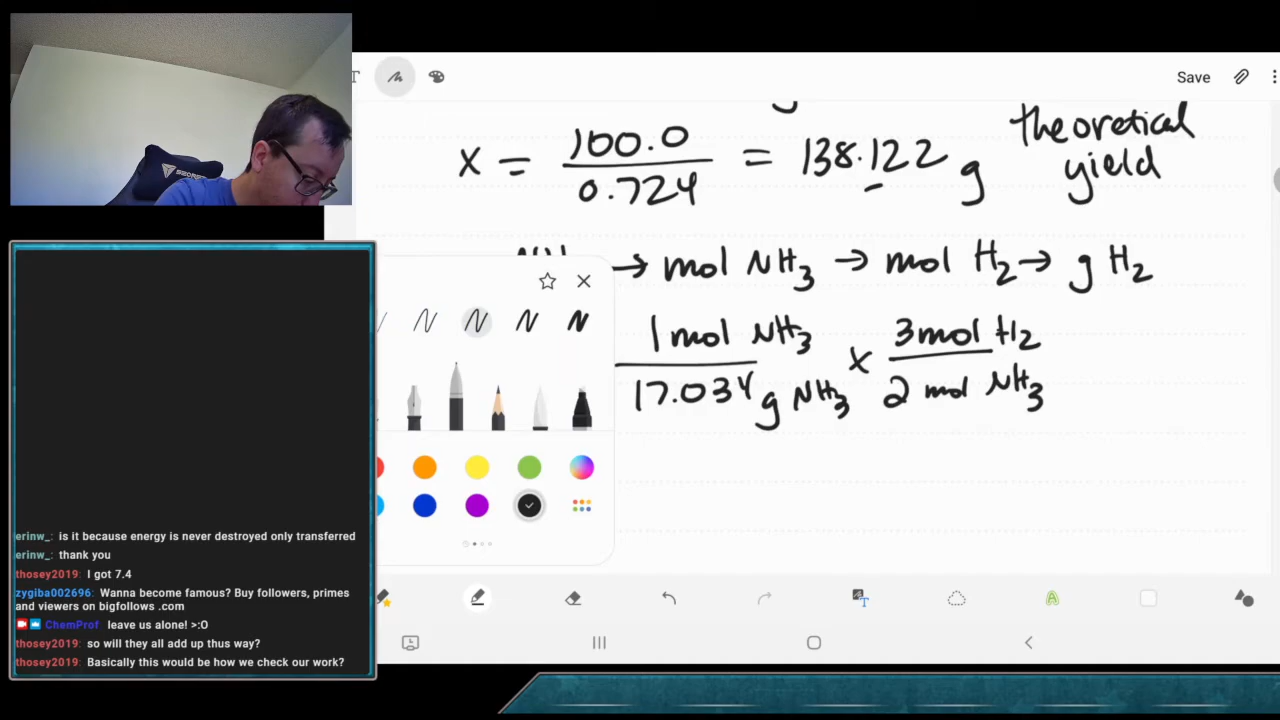 T
Save
x = 100.0 / 0.724 = 138.122 g
theoretical
yield
→ mol NH3 → mol H2 → g H2
1 mol NH3 / 17.034 g NH3 x 3 mol H2 / 2 mol NH3
erinw_: is it because energy is never destroyed only transferred
erinw_: thank you
thosey2019: I got 7.4
zygiba002696: Wanna become famous? Buy followers, primes
and viewers on bigfollows .com
ChemProf: leave us alone! >:O
thosey2019: so will they all add up thus way?
thosey2019: Basically this would be how we check our work?